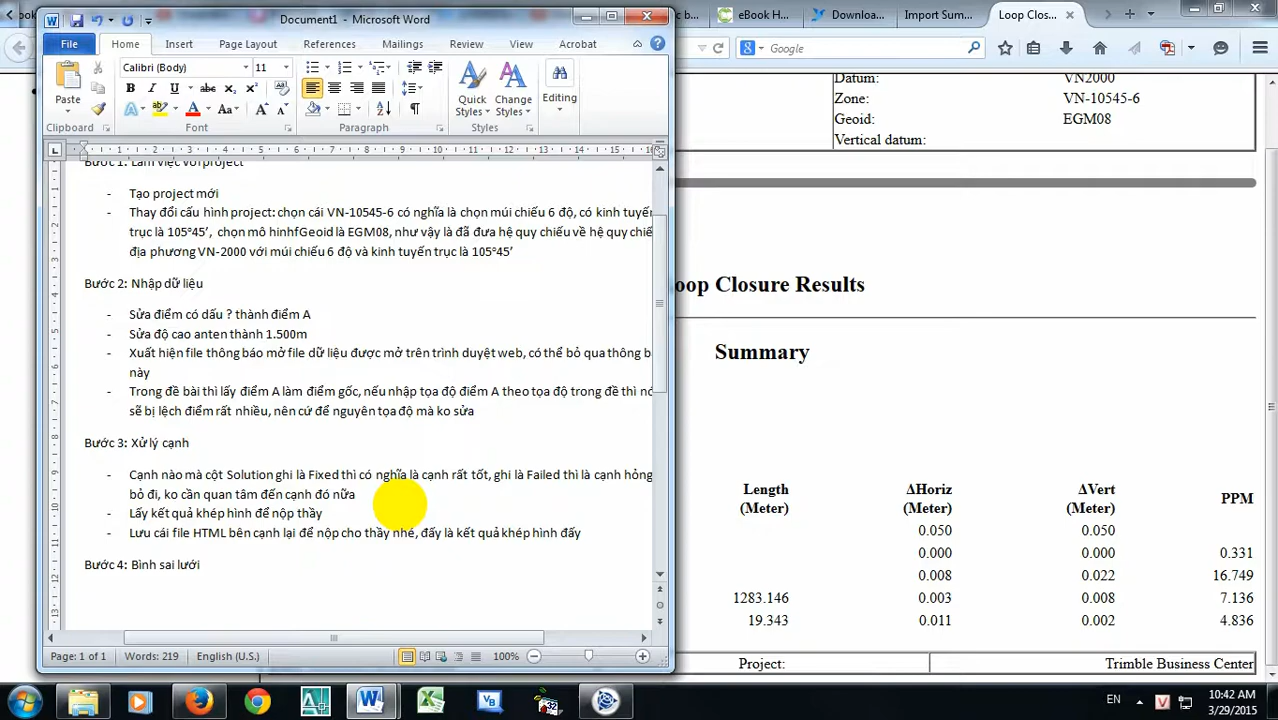 Document1 - Microsoft Word
File
Home
Insert
Page Layout
References
Mailings
Review
View
Acrobat
Paste
Clipboard
Calibri (Body)
11
Font
Paragraph
Quick
Styles
Change
Styles
Styles
Editing
Bước 1: Làm việc với project
- Tạo project mới
- Thay đổi cấu hình project: chọn cái VN-10545-6 có nghĩa là chọn múi chiếu 6 độ, có kinh tuyến
trục là 105°45', chọn mô hinhfGeoid là EGM08, như vậy là đã đưa hệ quy chiếu về hệ quy chiế
địa phương VN-2000 với múi chiếu 6 độ và kinh tuyến trục là 105°45'
Bước 2: Nhập dữ liệu
- Sửa điểm có dấu ? thành điểm A
- Sửa độ cao anten thành 1.500m
- Xuất hiện file thông báo mở file dữ liệu được mở trên trình duyệt web, có thể bỏ qua thông b
này
- Trong đề bài thì lấy điểm A làm điểm gốc, nếu nhập tọa độ điểm A theo tọa độ trong đề thì nó
sẽ bị lệch điểm rất nhiều, nên cứ để nguyên tọa độ mà ko sửa
Bước 3: Xử lý cạnh
- Cạnh nào mà cột Solution ghi là Fixed thì có nghĩa là cạnh rất tốt, ghi là Failed thì là cạnh hỏng
bỏ đi, ko cần quan tâm đến cạnh đó nữa
- Lấy kết quả khép hình để nộp thầy
- Lưu cái file HTML bên cạnh lại để nộp cho thầy nhé, đấy là kết quả khép hình đấy
Bước 4: Bình sai lưới
Page: 1 of 1
Words: 219
English (U.S.)
100%
eBook H...
Downloa...
Import Sum...
Loop Closu...
Google
Datum: VN2000
Zone: VN-10545-6
Geoid: EGM08
Vertical datum:
oop Closure Results
Summary
Length ΔHoriz ΔVert PPM
(Meter) (Meter) (Meter)
0.050 0.050
0.000 0.000 0.331
0.008 0.022 16.749
1283.146 0.003 0.008 7.136
19.343 0.011 0.002 4.836
Project: Trimble Business Center
EN
10:42 AM
3/29/2015